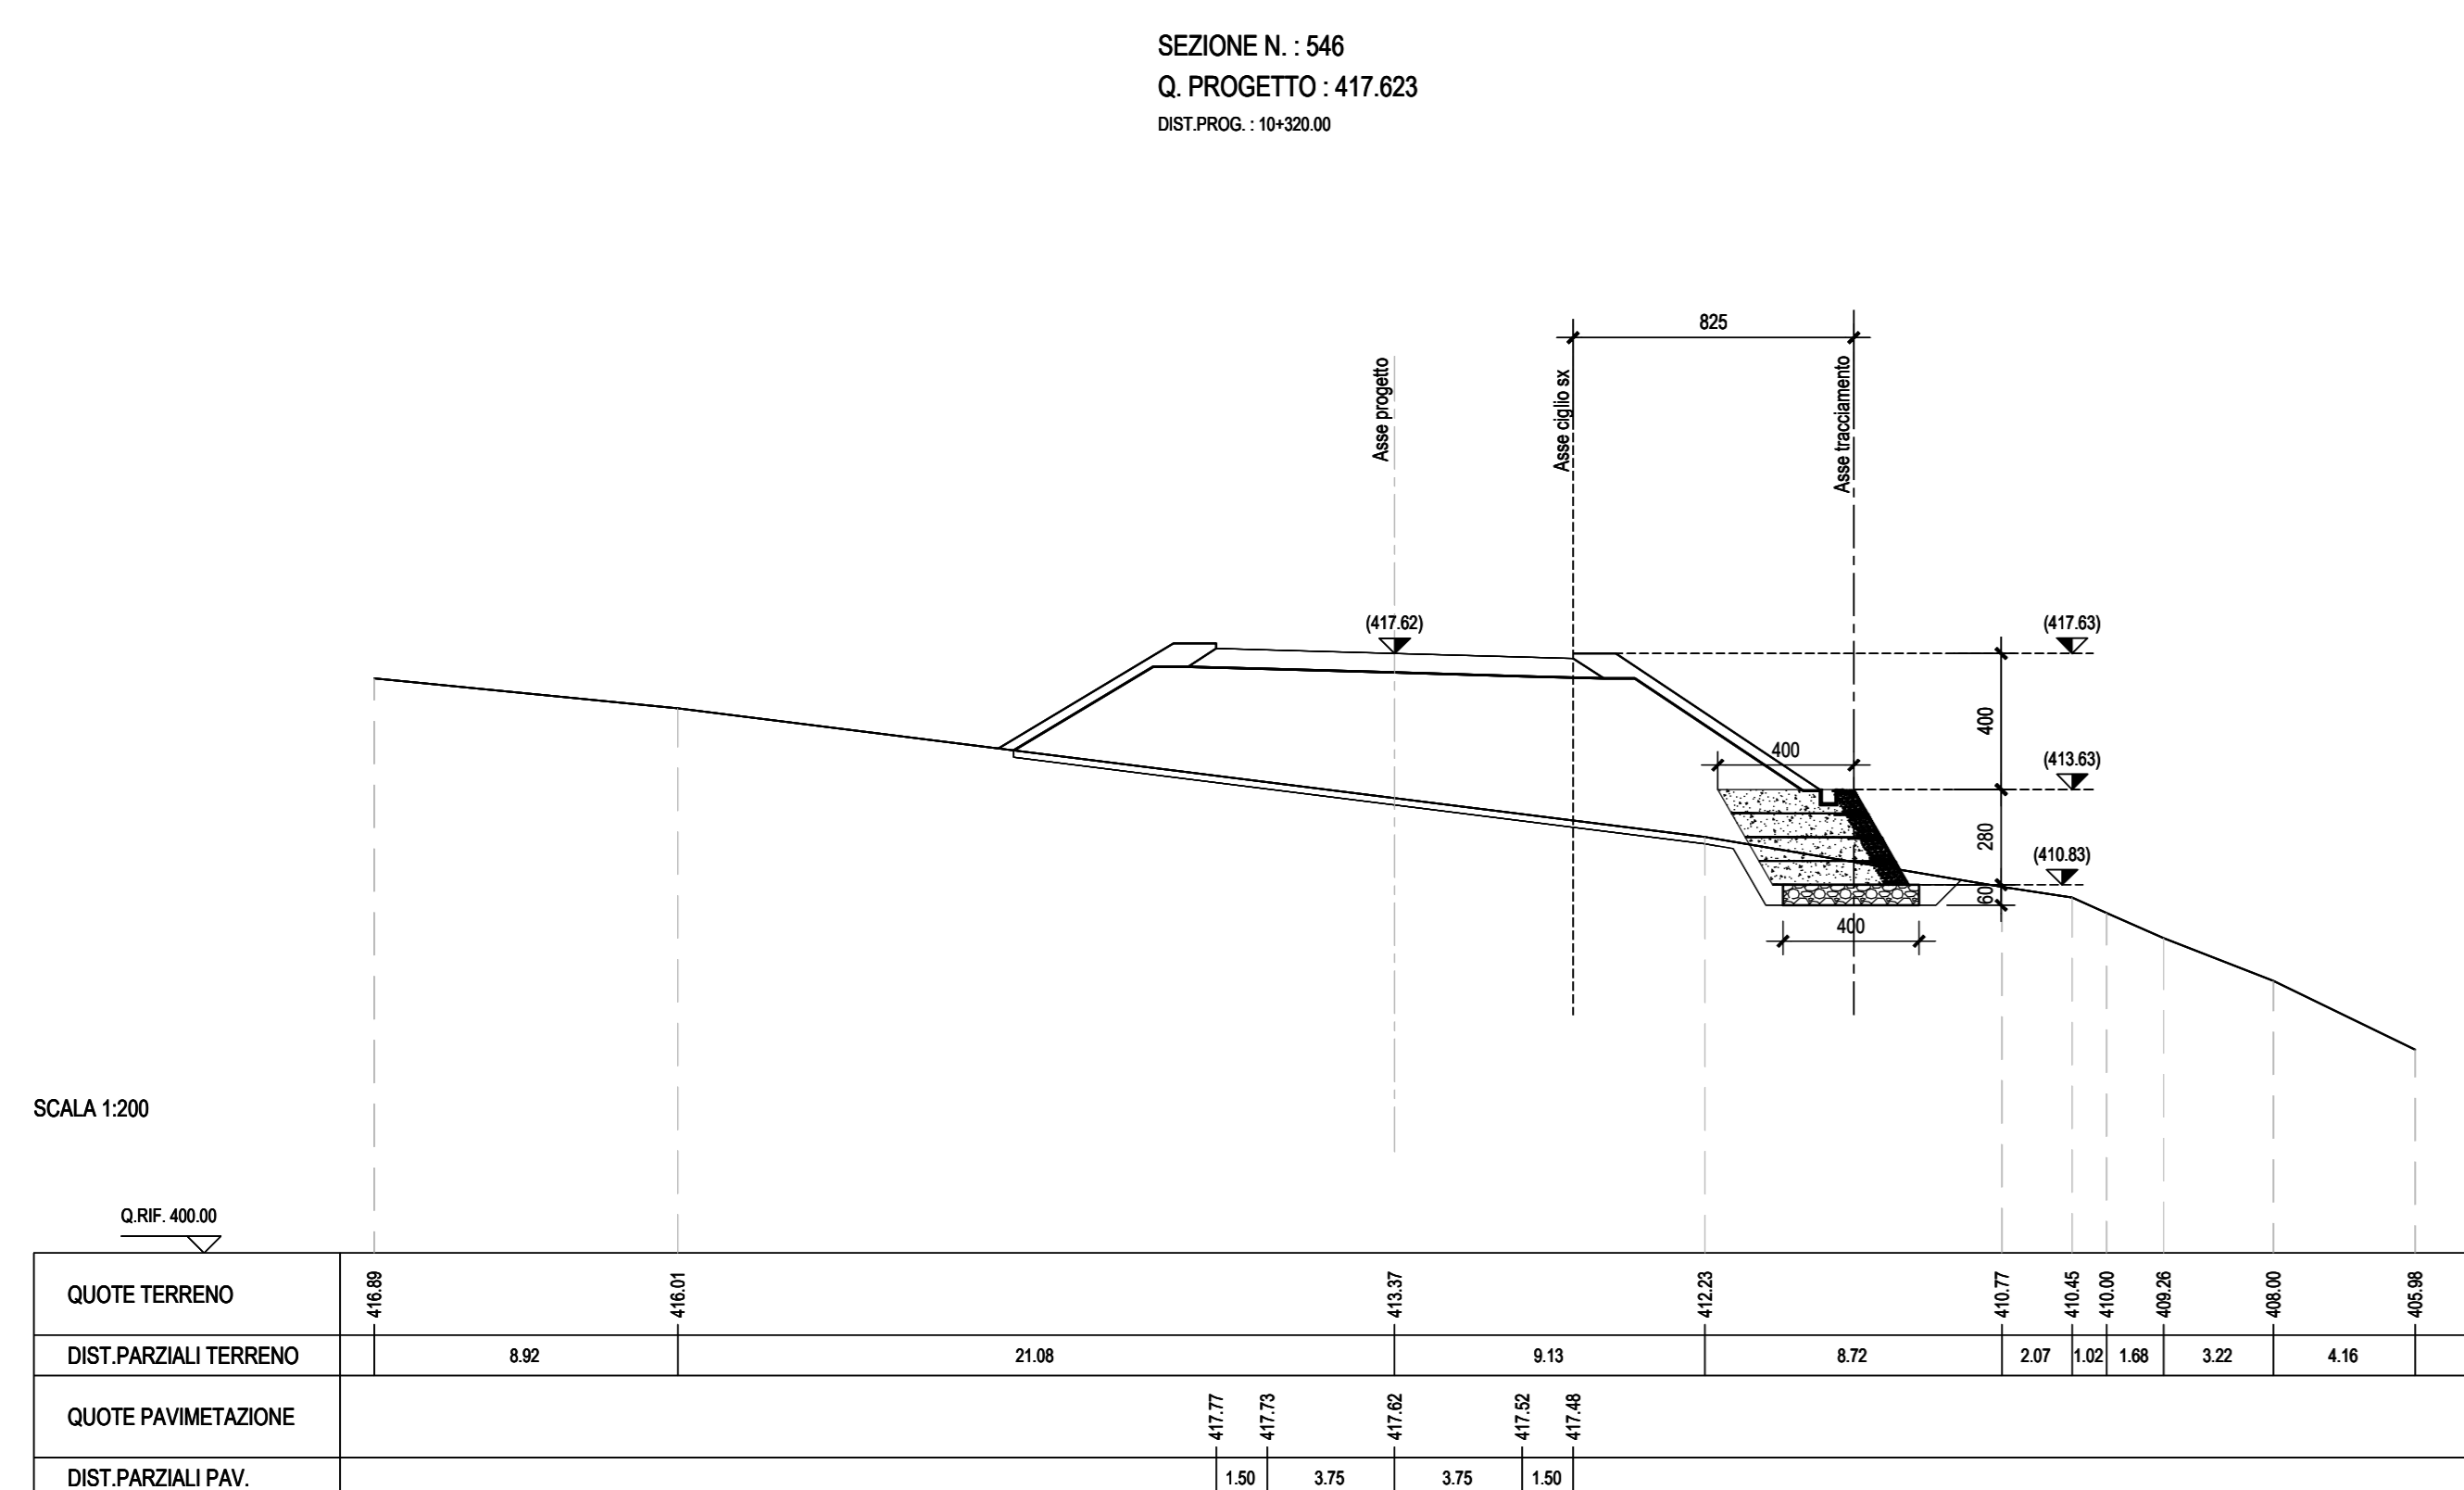 SEZIONE N. : 546
Q. PROGETTO : 417.623
DIST.PROG. : 10+320.00
825
Asse progetto
Asse ciglio sx
Asse tracciamento
(417.62)
(417.63)
400
400
(413.63)
280
(410.83)
60
400
SCALA 1:200
Q.RIF. 400.00
QUOTE TERRENO 416.89 416.01 413.37 412.23 410.77 410.45 410.00 409.26 408.00 405.98
DIST.PARZIALI TERRENO 8.92 21.08 9.13 8.72 2.07 1.02 1.68 3.22 4.16
QUOTE PAVIMETAZIONE 417.77 417.73 417.62 417.52 417.48
DIST.PARZIALI PAV. 1.50 3.75 3.75 1.50